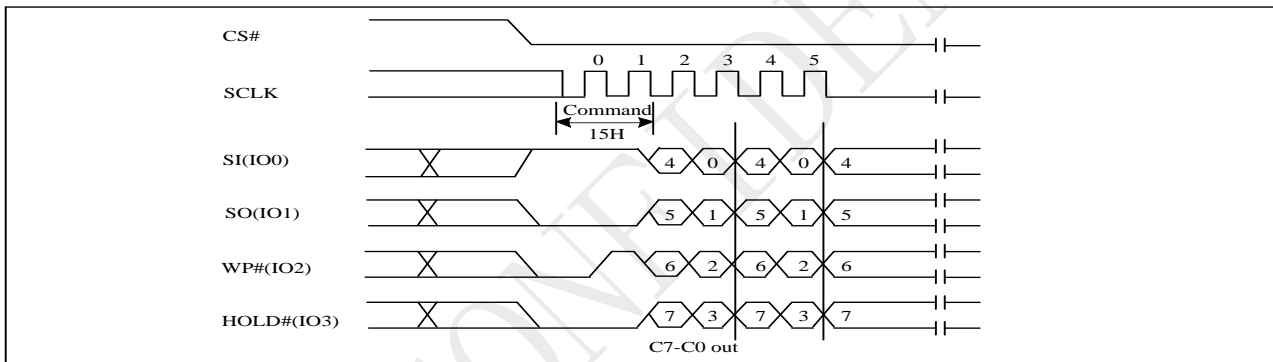 CS#
0 1 2 3 4 5
SCLK
Command
15H
SI(IO0) 4 0 4 0 4
SO(IO1) 5 1 5 1 5
WP#(IO2) 6 2 6 2 6
HOLD#(IO3) 7 3 7 3 7
C7-C0 out